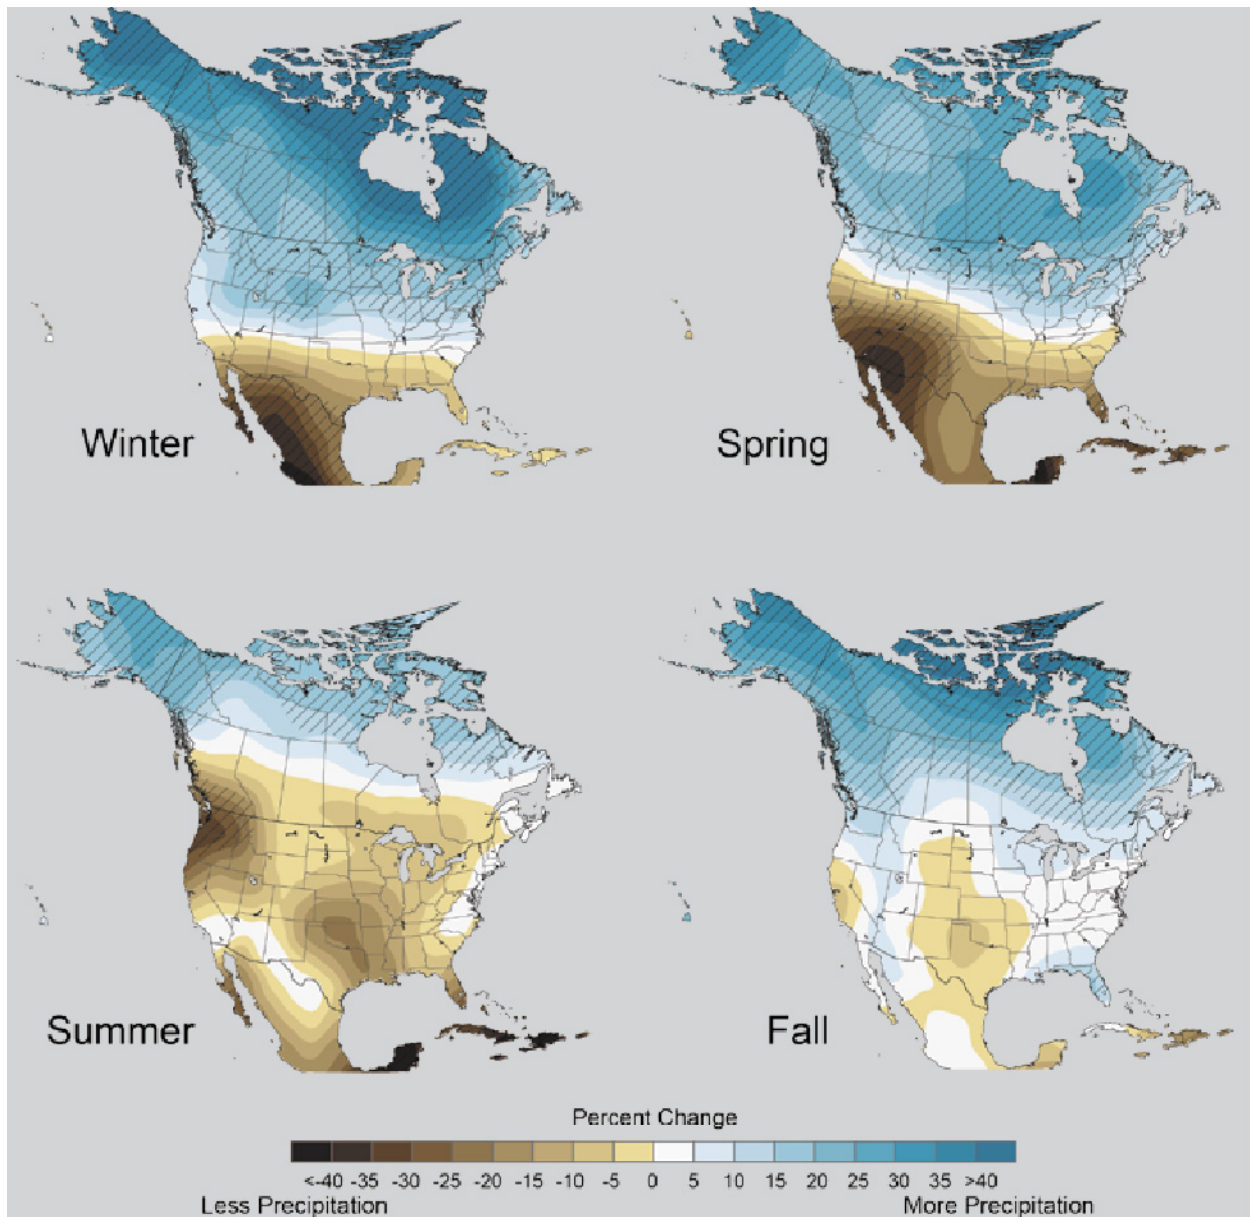 Winter
Spring
Summer
Fall
Percent Change
<-40 -35 -30 -25 -20 -15 -10 -5 0 5 10 15 20 25 30 35 >40
Less Precipitation
More Precipitation